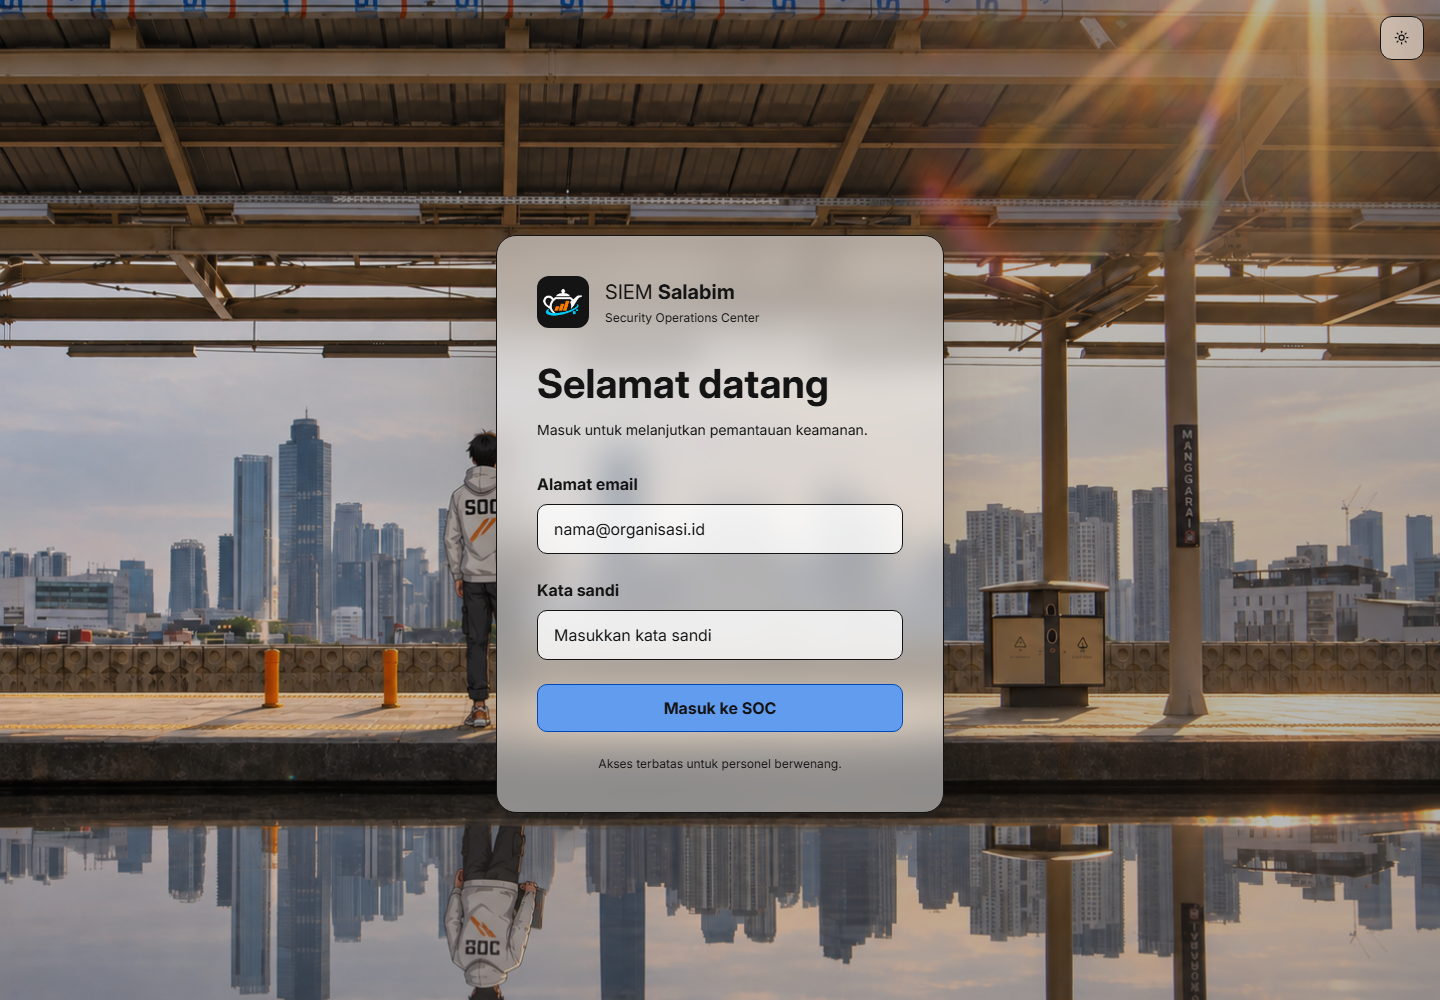 SIEM Salabim
Security Operations Center
Selamat datang
Masuk untuk melanjutkan pemantauan keamanan.
Alamat email
nama@organisasi.id
Kata sandi
Masukkan kata sandi
Masuk ke SOC
Akses terbatas untuk personel berwenang.
SOC
MANGGARAI
SOC